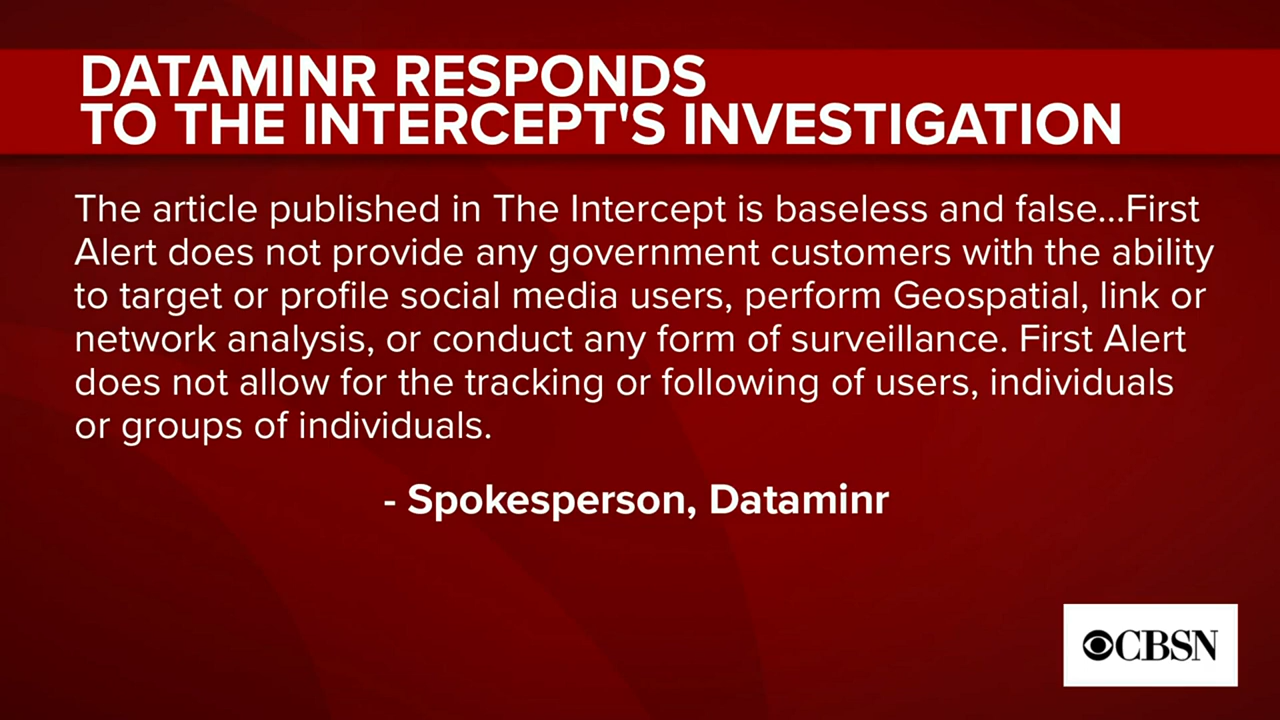 DATAMINR RESPONDS
TO THE INTERCEPT'S INVESTIGATION
The article published in The Intercept is baseless and false...First
Alert does not provide any government customers with the ability
to target or profile social media users, perform Geospatial, link or
network analysis, or conduct any form of surveillance. First Alert
does not allow for the tracking or following of users, individuals
or groups of individuals.
- Spokesperson, Dataminr
CBSN